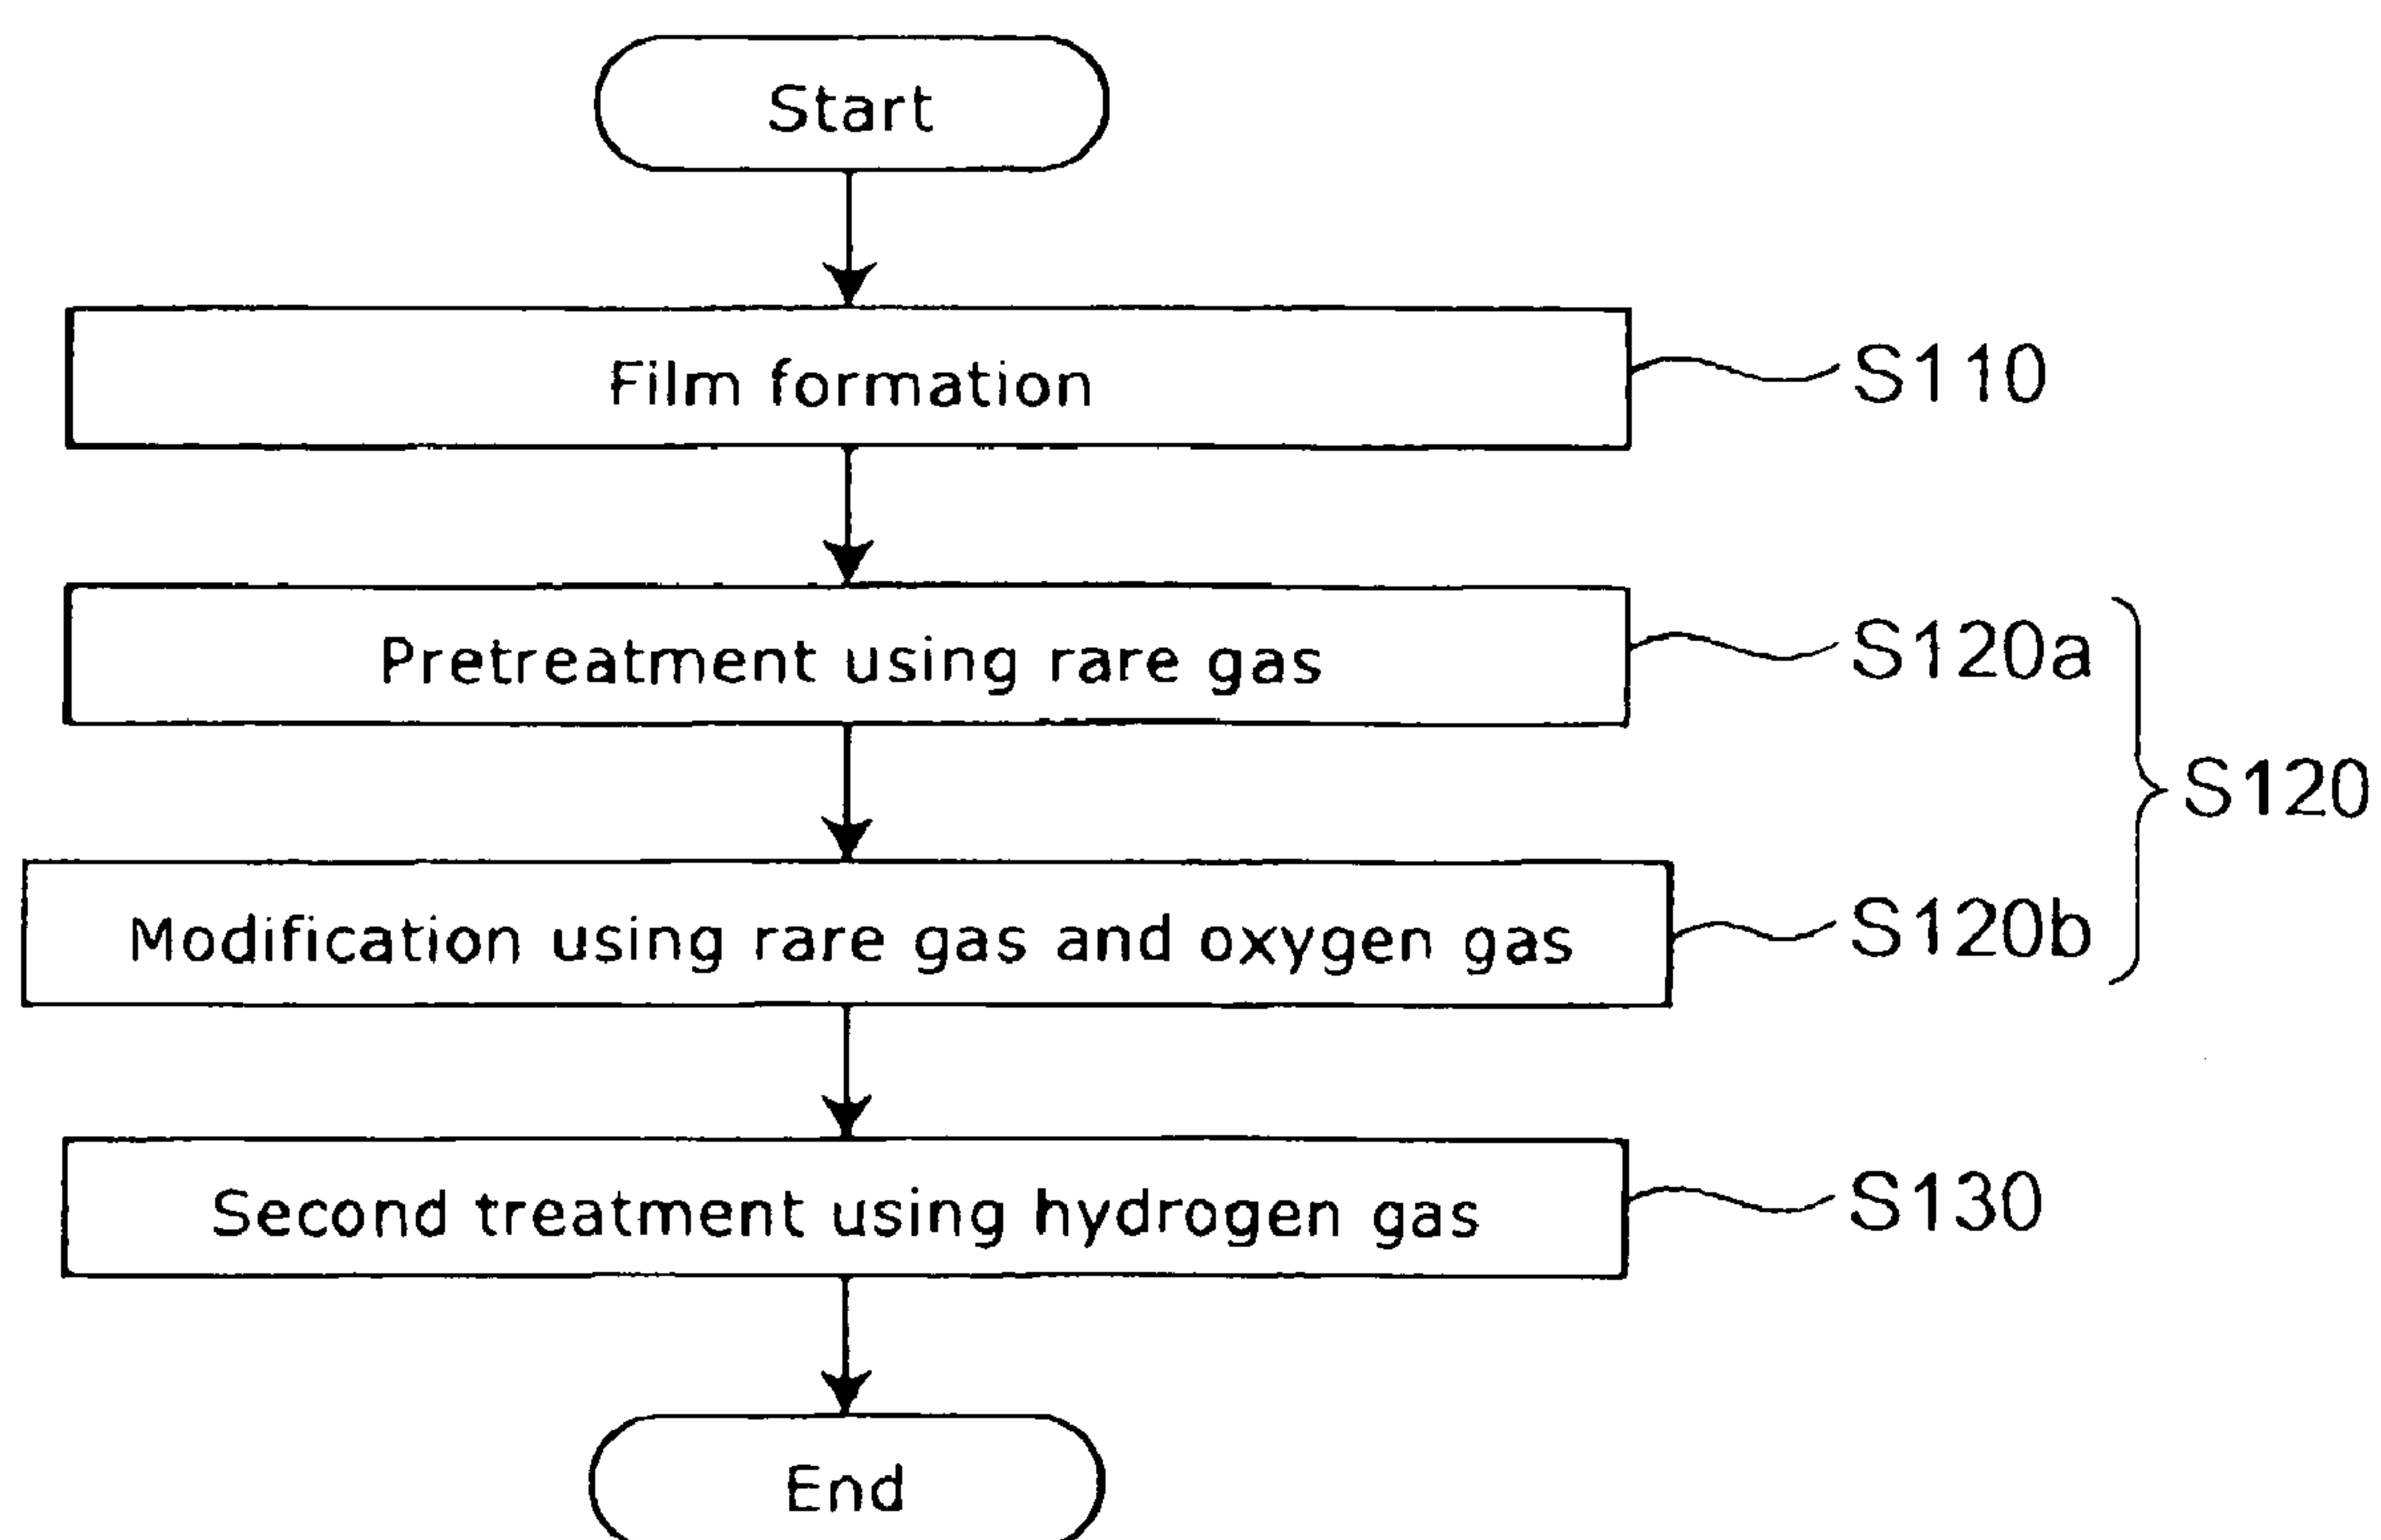 Start
Film formation
S110
Pretreatment using rare gas
S120a
S120
Modification using rare gas and oxygen gas
S120b
Second treatment using hydrogen gas
S130
End